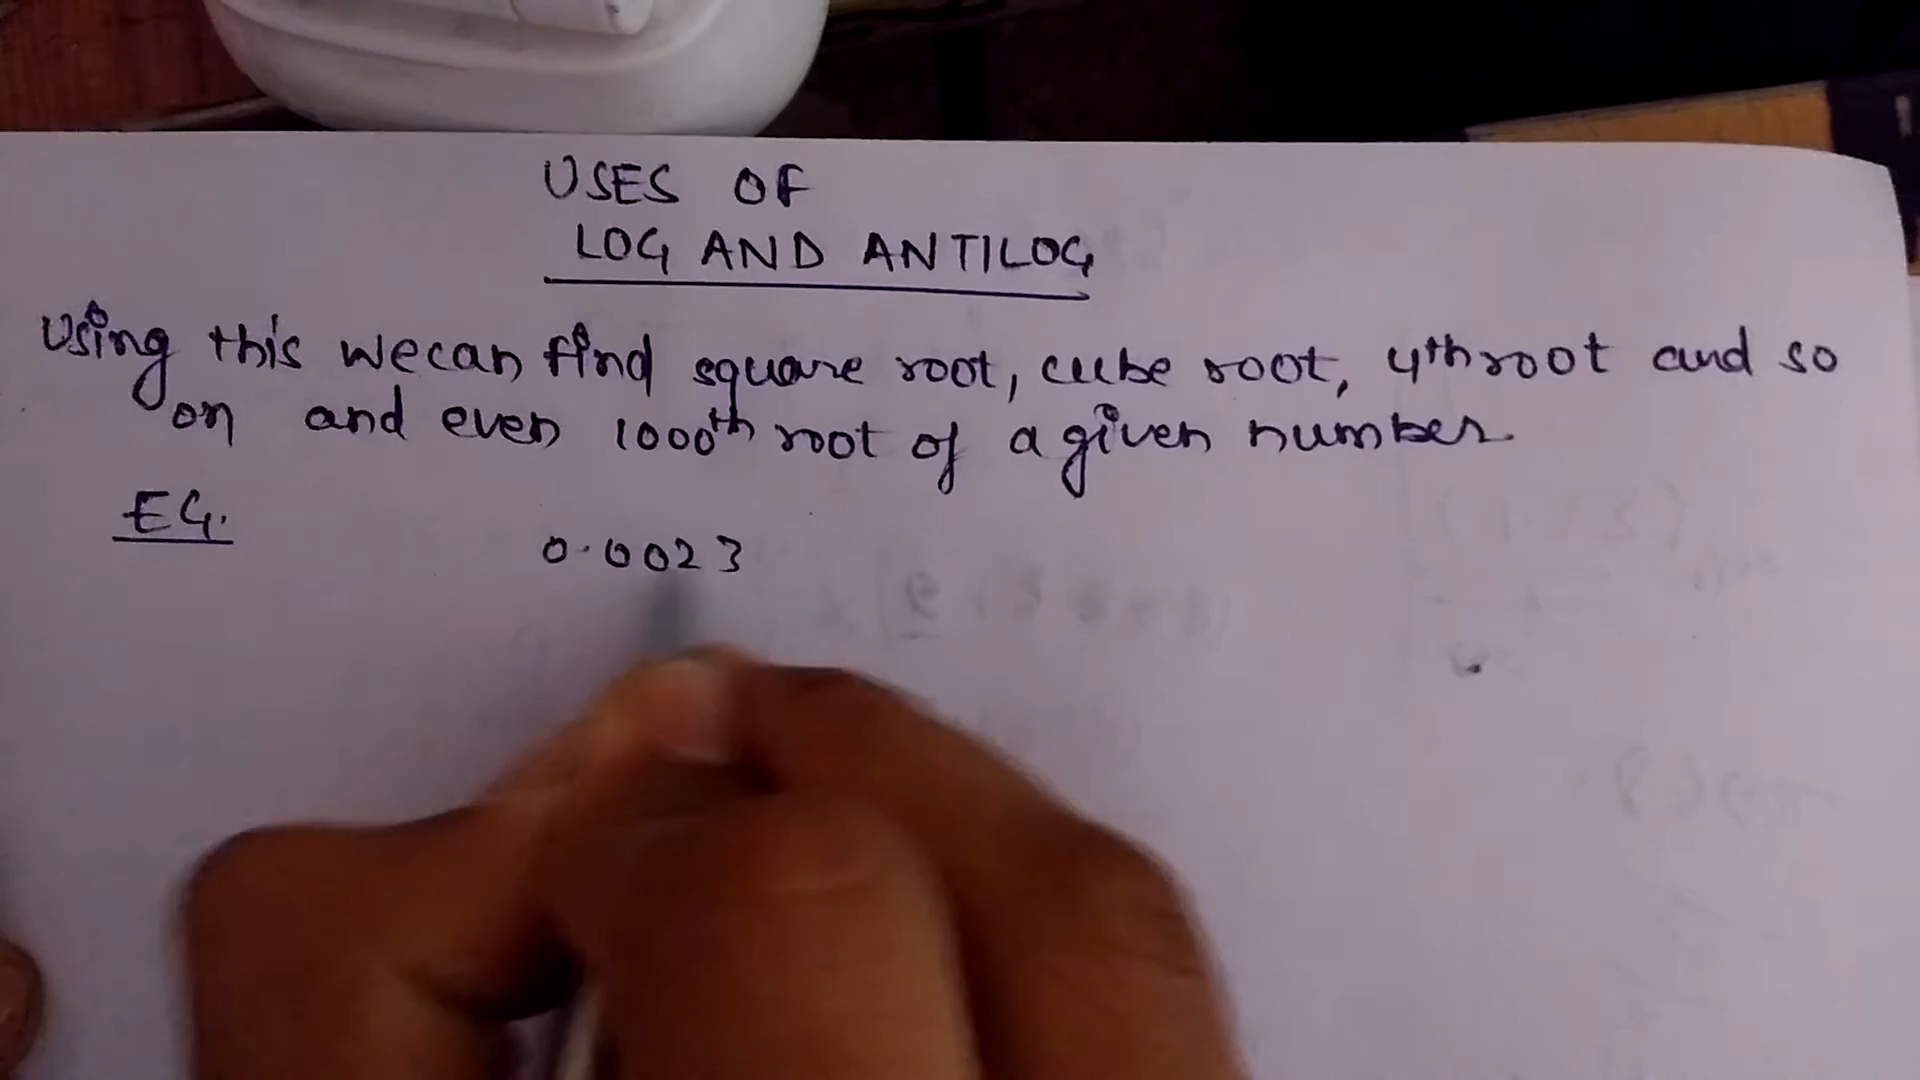 USES OF
LOG AND ANTILOG
Using this we can find square root, cube root, 4th root and so
on and even 1000th root of a given number.
EG.
0.0023